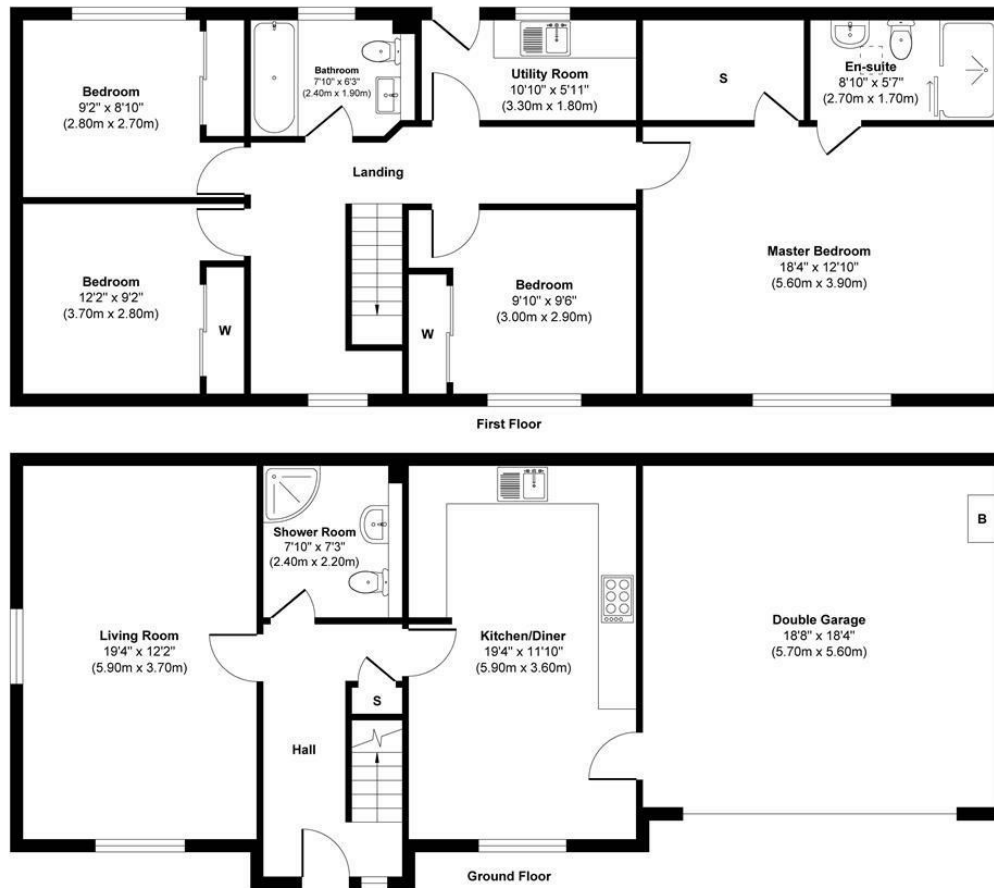 Bedroom
9'2" x 8'10"
(2.80m x 2.70m)
Bathroom
7'10" x 6'3"
(2.40m x 1.90m)
Utility Room
10'10" x 5'11"
(3.30m x 1.80m)
S
En-suite
8'10" x 5'7"
(2.70m x 1.70m)
Landing
Bedroom
12'2" x 9'2"
(3.70m x 2.80m)
W
W
Bedroom
9'10" x 9'6"
(3.00m x 2.90m)
Master Bedroom
18'4" x 12'10"
(5.60m x 3.90m)
First Floor
Living Room
19'4" x 12'2"
(5.90m x 3.70m)
Shower Room
7'10" x 7'3"
(2.40m x 2.20m)
S
Hall
Kitchen/Diner
19'4" x 11'10"
(5.90m x 3.60m)
B
Double Garage
18'8" x 18'4"
(5.70m x 5.60m)
Ground Floor